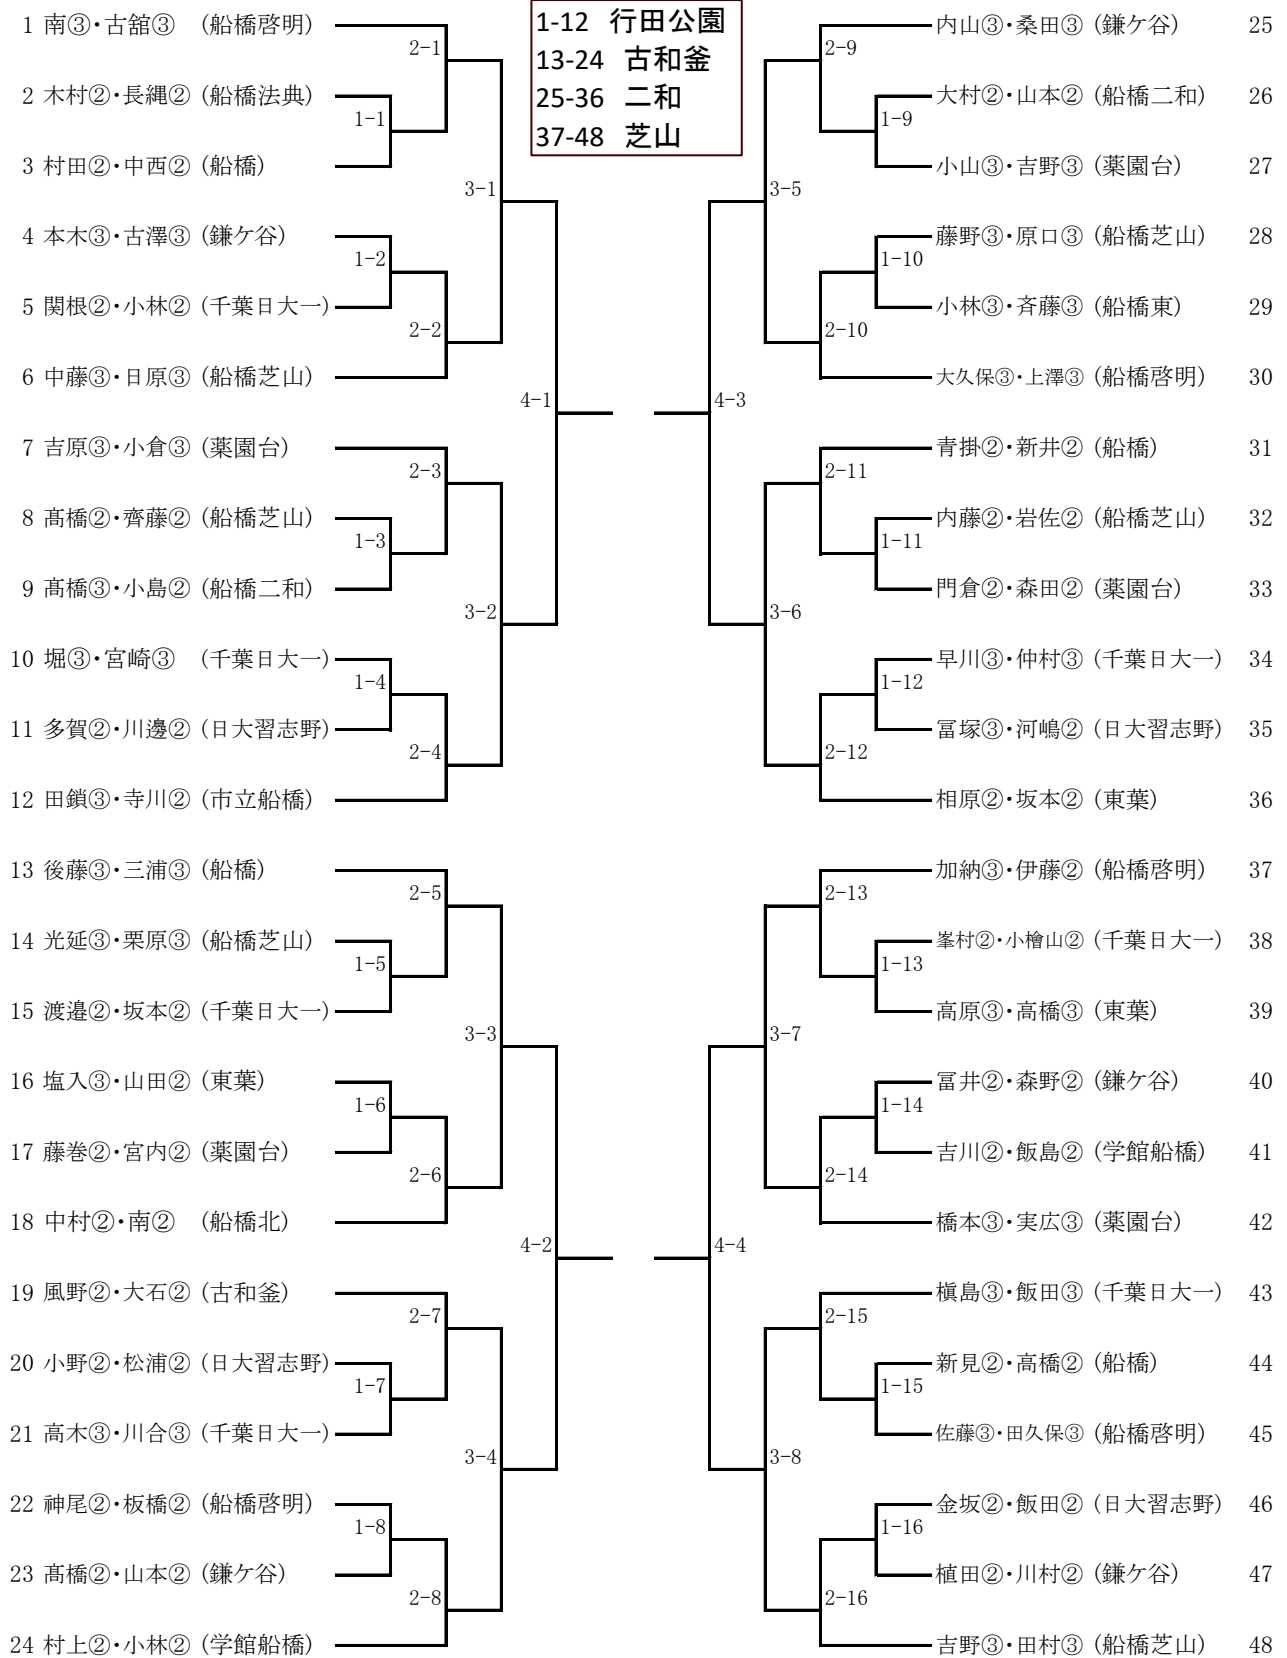 1-12 行田公園
13-24 古和釜
25-36 二和
37-48 芝山
1 南③・古舘③ （船橋啓明）
2-1
2 木村②・長縄②（船橋法典）
1-1
3 村田②・中西②（船橋）
3-1
4 本木③・古澤③（鎌ケ谷）
1-2
5 関根②・小林②（千葉日大一）
2-2
6 中藤③・日原③（船橋芝山）
4-1
7 吉原③・小倉③（薬園台）
2-3
8 髙橋②・齊藤②（船橋芝山）
1-3
9 髙橋③・小島②（船橋二和）
3-2
10 堀③・宮崎③ （千葉日大一）
1-4
11 多賀②・川邊②（日大習志野）
2-4
12 田鎖③・寺川②（市立船橋）
13 後藤③・三浦③（船橋）
2-5
14 光延③・栗原③（船橋芝山）
1-5
15 渡邉②・坂本②（千葉日大一）
3-3
16 塩入③・山田②（東葉）
1-6
17 藤巻②・宮内②（薬園台）
2-6
18 中村②・南② （船橋北）
4-2
19 風野②・大石②（古和釜）
2-7
20 小野②・松浦②（日大習志野）
1-7
21 高木③・川合③（千葉日大一）
3-4
22 神尾②・板橋②（船橋啓明）
1-8
23 髙橋②・山本②（鎌ケ谷）
2-8
24 村上②・小林②（学館船橋）
内山③・桑田③（鎌ケ谷） 25
2-9
大村②・山本②（船橋二和） 26
1-9
小山③・吉野③（薬園台） 27
3-5
藤野③・原口③（船橋芝山） 28
1-10
小林③・斉藤③（船橋東） 29
2-10
大久保③・上澤③（船橋啓明） 30
4-3
青掛②・新井②（船橋） 31
2-11
内藤②・岩佐②（船橋芝山） 32
1-11
門倉②・森田②（薬園台） 33
3-6
早川③・仲村③（千葉日大一） 34
1-12
冨塚③・河嶋②（日大習志野） 35
2-12
相原②・坂本②（東葉） 36
加納③・伊藤②（船橋啓明） 37
2-13
峯村②・小檜山②（千葉日大一） 38
1-13
高原③・高橋③（東葉） 39
3-7
冨井②・森野②（鎌ケ谷） 40
1-14
吉川②・飯島②（学館船橋） 41
2-14
橋本③・実広③（薬園台） 42
4-4
槇島③・飯田③（千葉日大一） 43
2-15
新見②・高橋②（船橋） 44
1-15
佐藤③・田久保③（船橋啓明） 45
3-8
金坂②・飯田②（日大習志野） 46
1-16
植田②・川村②（鎌ケ谷） 47
2-16
吉野③・田村③（船橋芝山） 48